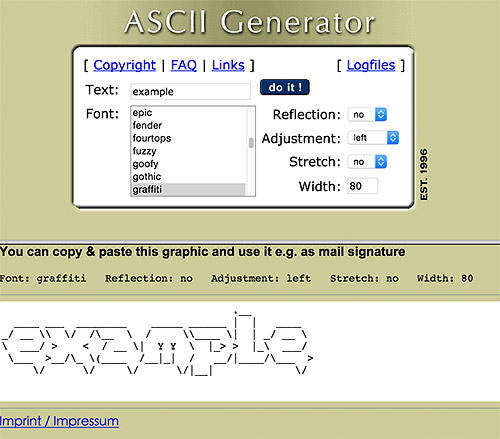 ASCII Generator
[ Copyright | FAQ | Links ] [ Logfiles ]
Text: example do it !
Font: epic
fender
fourtops
fuzzy
goofy
gothic
graffiti
Reflection: no
Adjustment: left
Stretch: no
Width: 80
EST. 1996
You can copy & paste this graphic and use it e.g. as mail signature
Font: graffiti Reflection: no Adjustment: left Stretch: no Width: 80
example
Imprint / Impressum